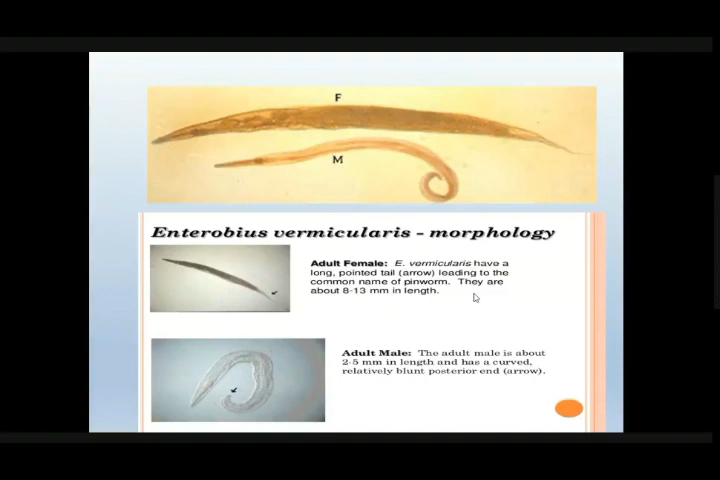 F
M
Enterobius vermicularis - morphology
Adult Female: E. vermicularis have a
long, pointed tail (arrow) leading to the
common name of pinworm. They are
about 8-13 mm in length.
Adult Male: The adult male is about
2-5 mm in length and has a curved,
relatively blunt posterior end (arrow).